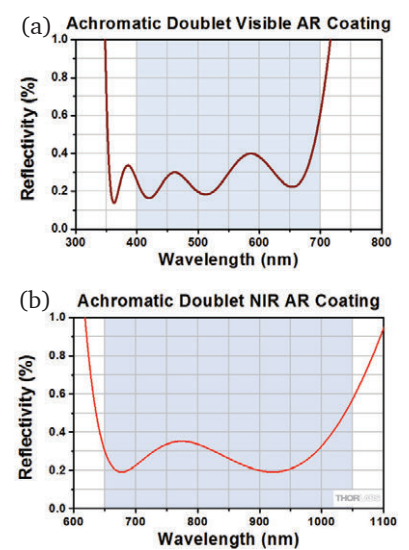 (a) Achromatic Doublet Visible AR Coating
1.0
0.8
0.6
0.4
0.2
0.0
Reflectivity (%)
300 400 500 600 700 800
Wavelength (nm)
(b) Achromatic Doublet NIR AR Coating
1.0
0.8
0.6
0.4
0.2
0.0
Reflectivity (%)
THORLABS
600 700 800 900 1000 1100
Wavelength (nm)